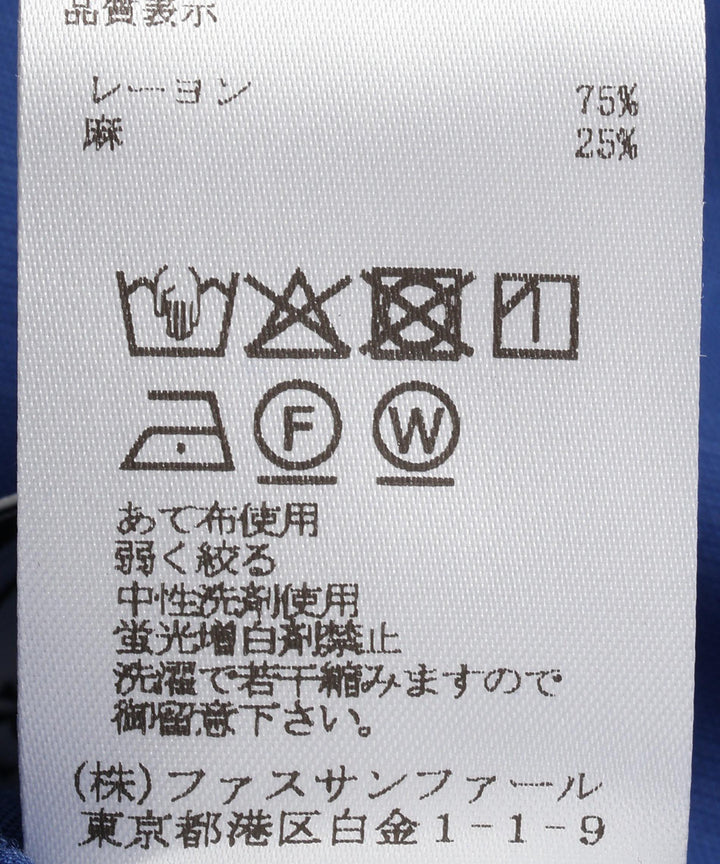 品質表示
レーヨン 75%
麻 25%
F W
あて布使用
弱く絞る
中性洗剤使用
蛍光増白剤禁止
洗濯で若干縮みますので
御留意下さい。
(株)ファスサンファール
東京都港区白金1-1-9